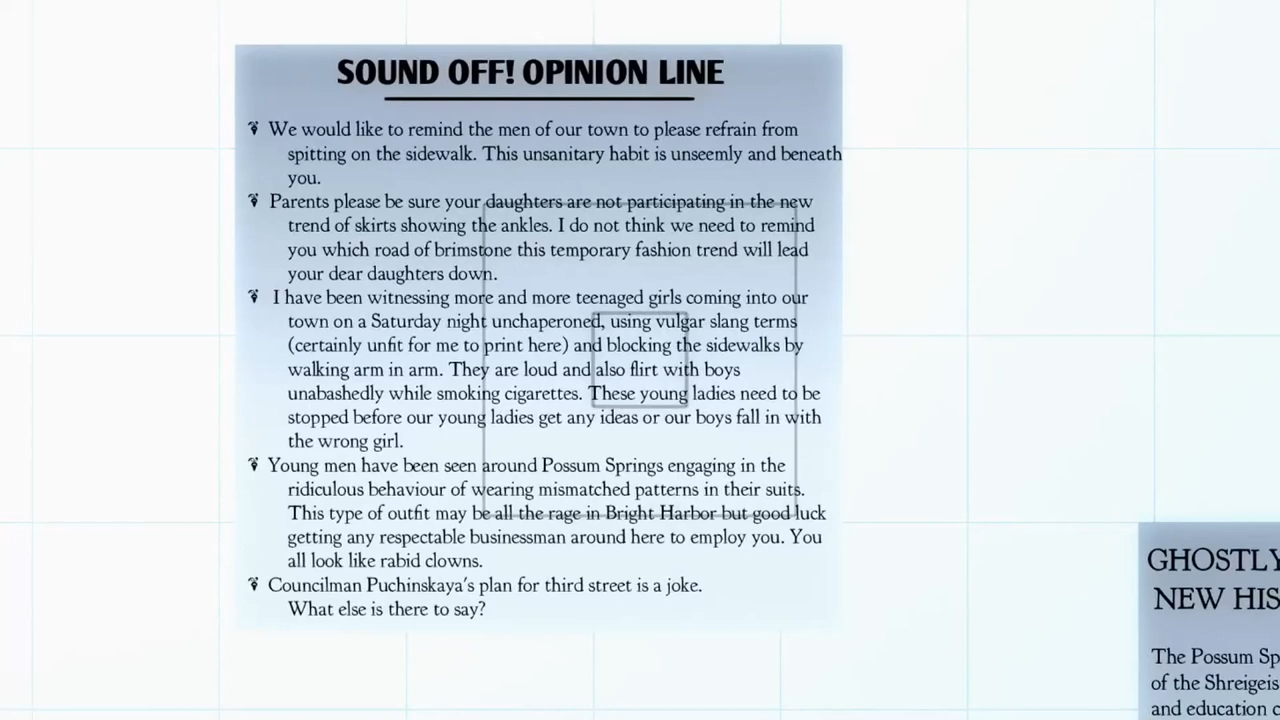 SOUND OFF! OPINION LINE
We would like to remind the men of our town to please refrain from
spitting on the sidewalk. This unsanitary habit is unseemly and beneath
you.
Parents please be sure your daughters are not participating in the new
trend of skirts showing the ankles. I do not think we need to remind
you which road of brimstone this temporary fashion trend will lead
your dear daughters down.
I have been witnessing more and more teenaged girls coming into our
town on a Saturday night unchaperoned, using vulgar slang terms
(certainly unfit for me to print here) and blocking the sidewalks by
walking arm in arm. They are loud and also flirt with boys
unabashedly while smoking cigarettes. These young ladies need to be
stopped before our young ladies get any ideas or our boys fall in with
the wrong girl.
Young men have been seen around Possum Springs engaging in the
ridiculous behaviour of wearing mismatched patterns in their suits.
This type of outfit may be all the rage in Bright Harbor but good luck
getting any respectable businessman around here to employ you. You
all look like rabid clowns.
Councilman Puchinskaya's plan for third street is a joke.
What else is there to say?
GHOSTLY
NEW HIS
The Possum Sp
of the Shreigeis
and education c